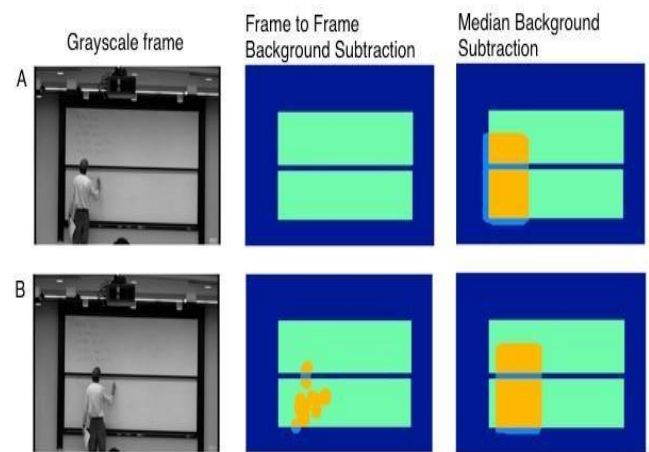 Grayscale frame
Frame to Frame
Background Subtraction
Median Background
Subtraction
A
B